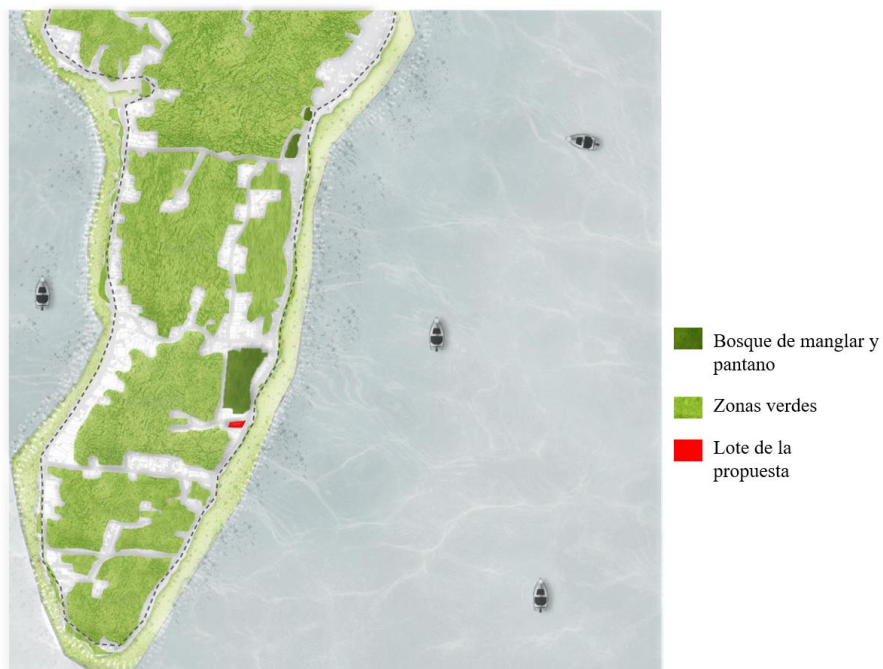 Bosque de manglar y
pantano
Zonas verdes
Lote de la
propuesta